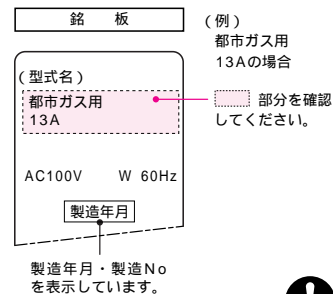 銘 板
(例)
都市ガス用
13Aの場合
(型式名)
都市ガス用
13A
部分を確認
してください。
AC100V W 60Hz
製造年月
製造年月・製造No
を表示しています。